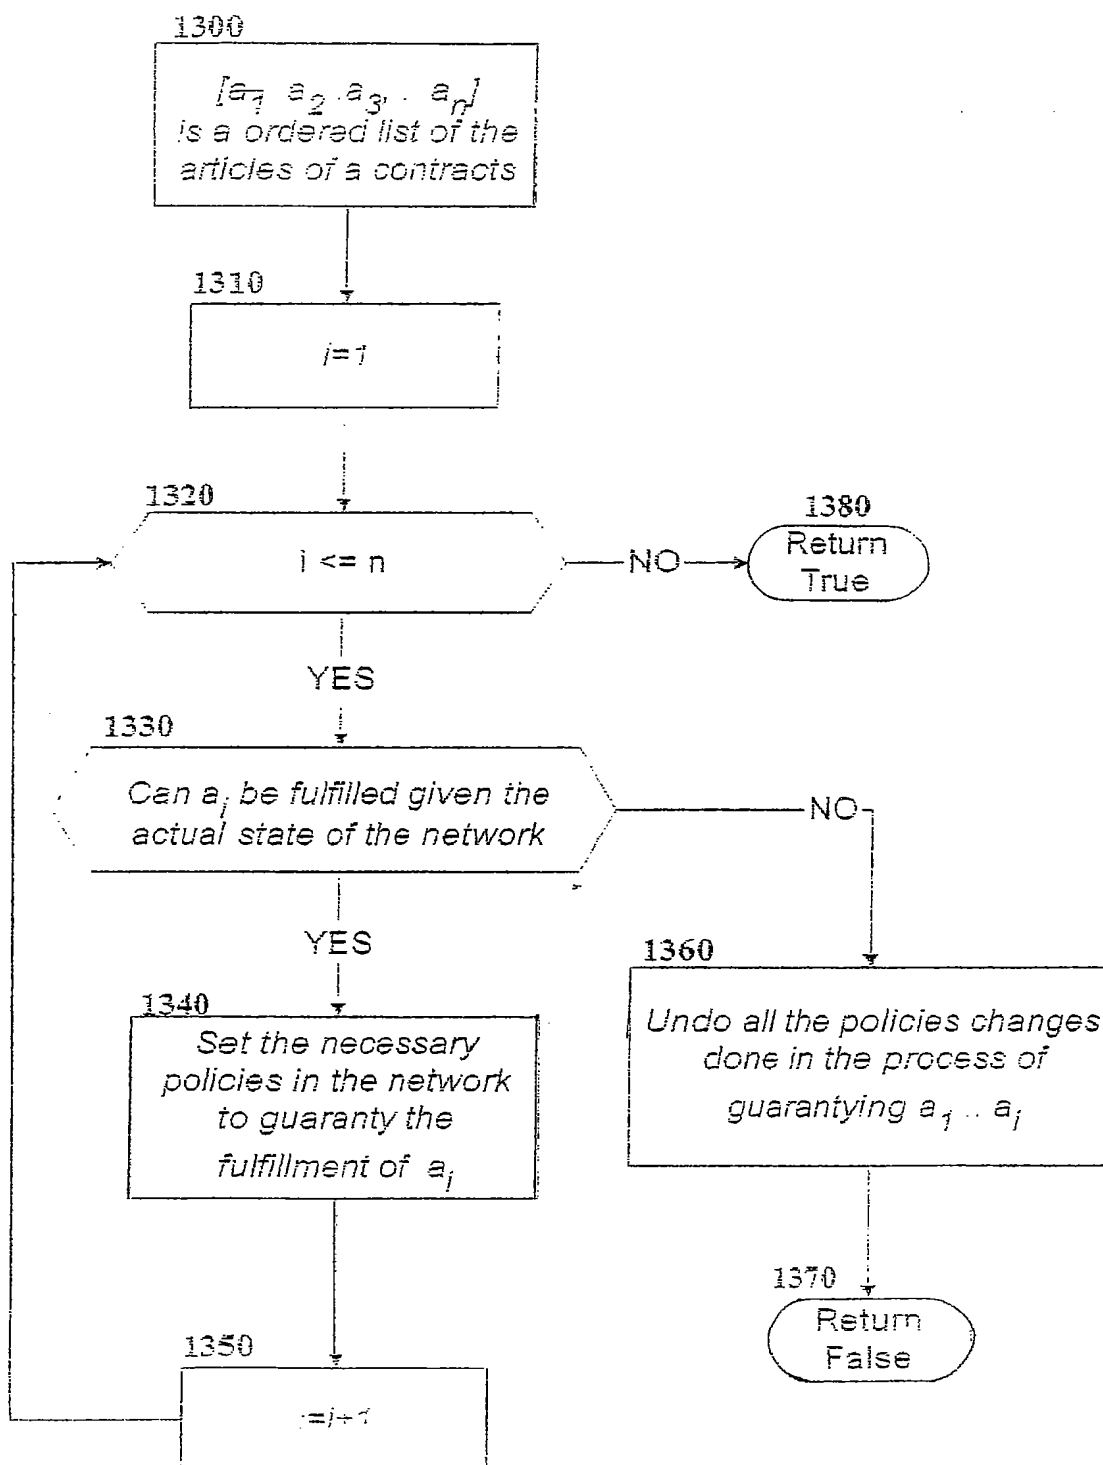 1300
[a1 a2 a3, . an]
is a ordered list of the
articles of a contracts
1310
i=1
1320
i <= n
NO
1380
Return
True
YES
1330
Can ai be fulfilled given the
actual state of the network
NO
YES
1340
Set the necessary
policies in the network
to guaranty the
fulfillment of ai
1360
Undo all the policies changes
done in the process of
guarantying a1 .. ai
1370
Return
False
1350
i=i+1